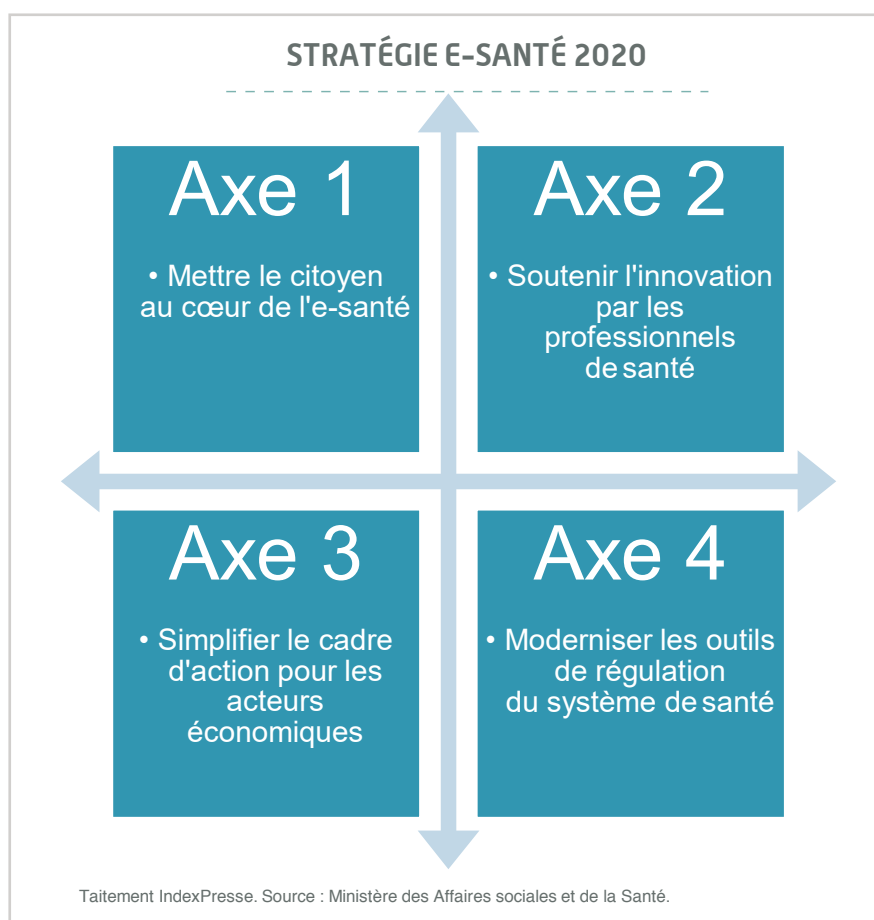 STRATÉGIE E-SANTÉ 2020
Axe 1
• Mettre le citoyen
au cœur de l'e-santé
Axe 2
• Soutenir l'innovation
par les
professionnels
de santé
Axe 3
• Simplifier le cadre
d'action pour les
acteurs
économiques
Axe 4
• Moderniser les outils
de régulation
du système de santé
Taitement IndexPresse. Source : Ministère des Affaires sociales et de la Santé.